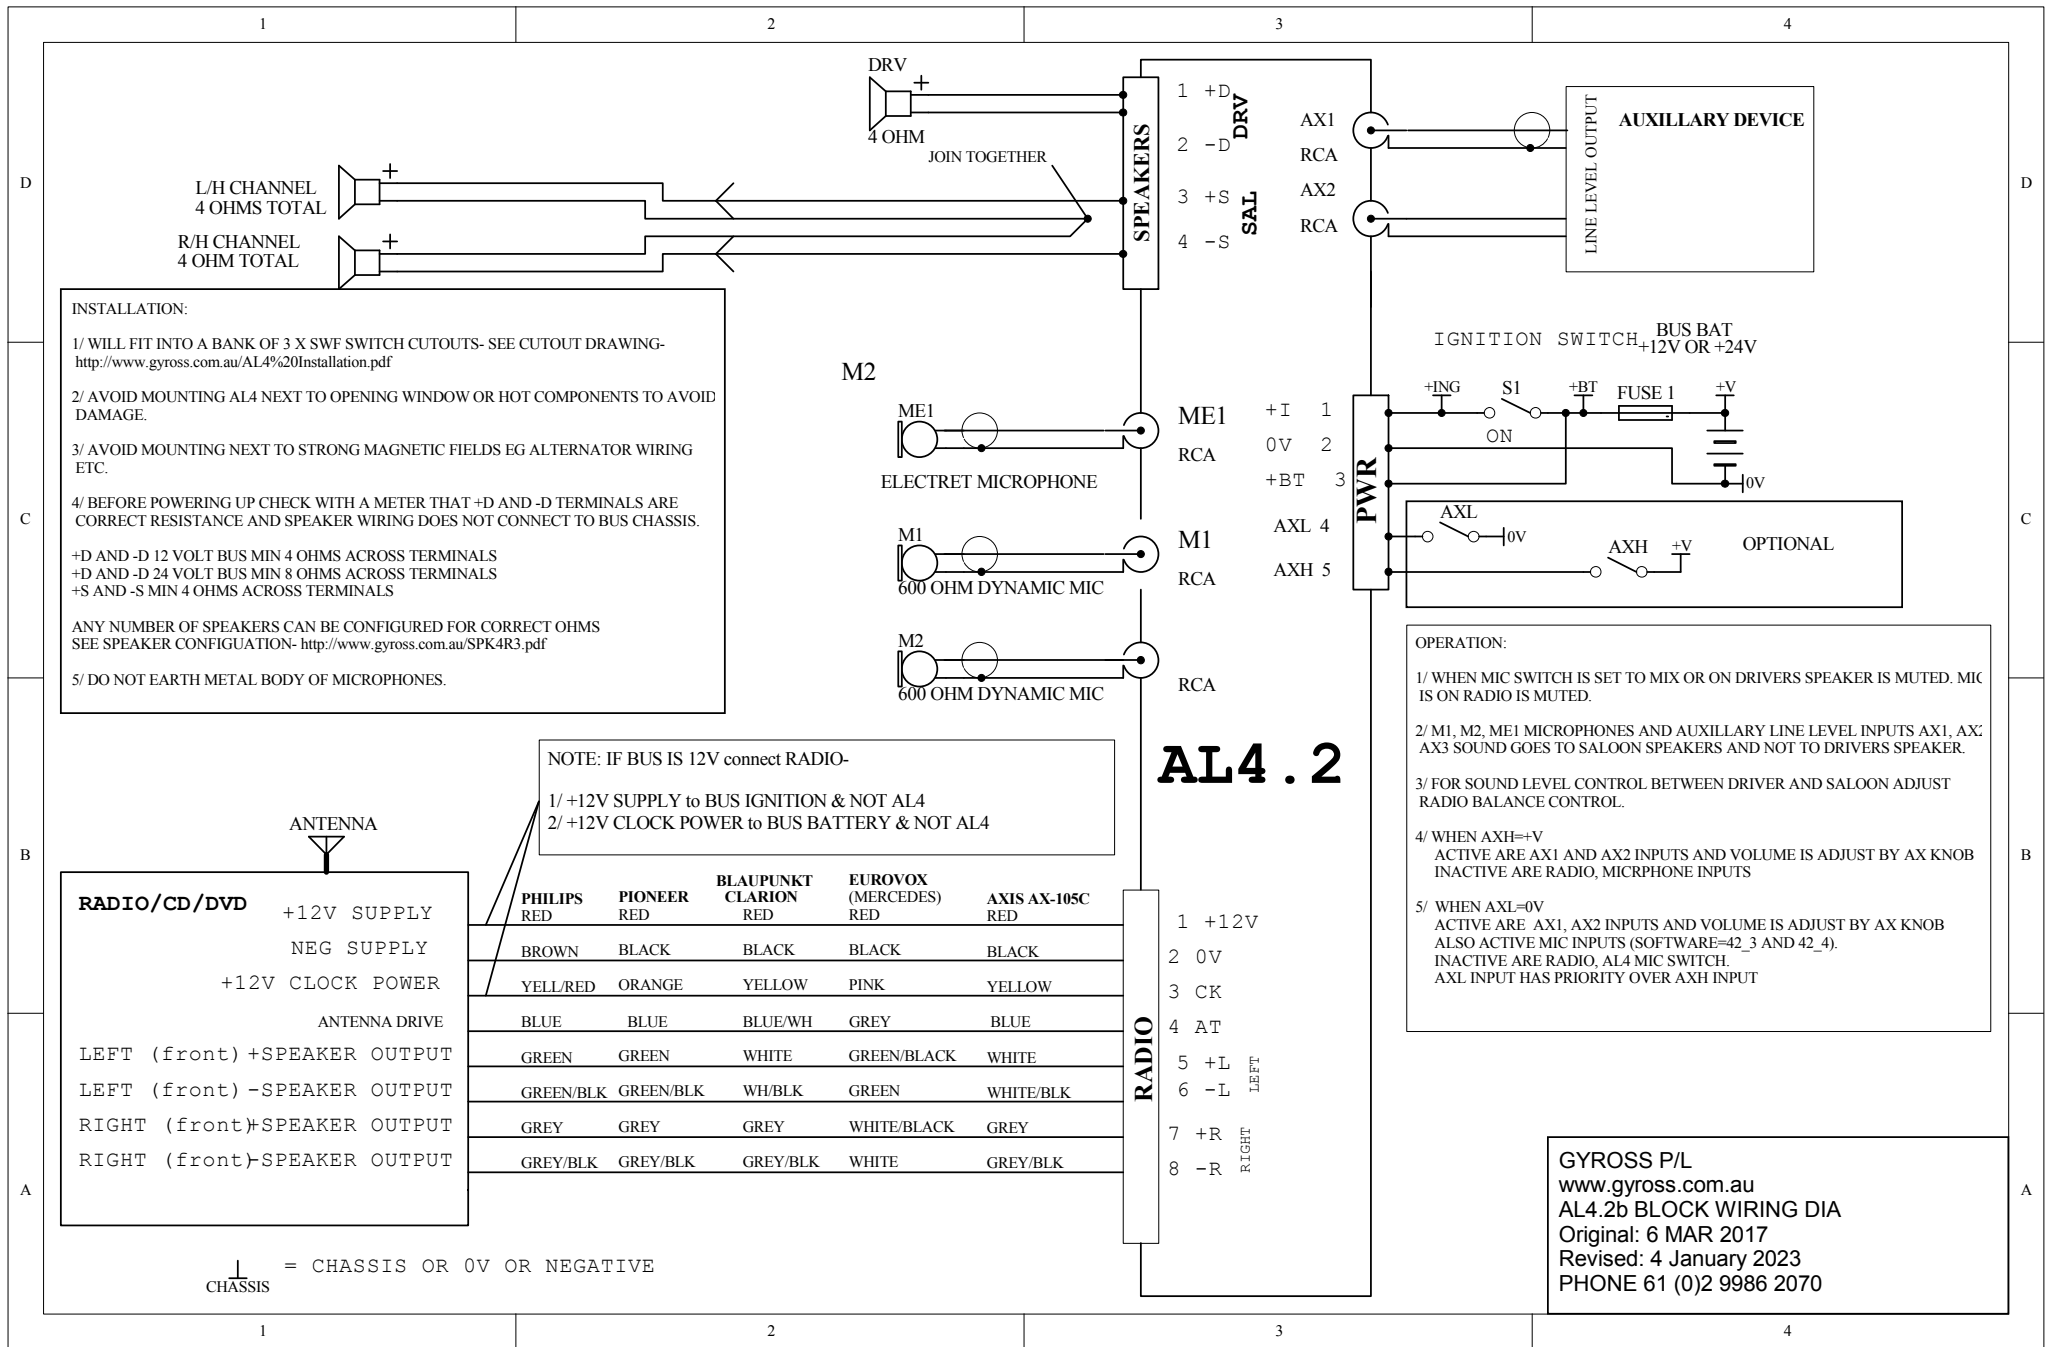 1 2 3 4
D
C
B
A
D
C
B
A
DRV
+
4 OHM
JOIN TOGETHER
L/H CHANNEL
4 OHMS TOTAL
+
R/H CHANNEL
4 OHM TOTAL
+
SPEAKERS
1 +D
2 -D
DRV
3 +S
4 -S
SAL
AX1
RCA
AX2
RCA
LINE LEVEL OUTPUT
AUXILLARY DEVICE
INSTALLATION:
1/ WILL FIT INTO A BANK OF 3 X SWF SWITCH CUTOUTS- SEE CUTOUT DRAWING-
http://www.gyross.com.au/AL4%20Installation.pdf
2/ AVOID MOUNTING AL4 NEXT TO OPENING WINDOW OR HOT COMPONENTS TO AVOID
DAMAGE.
3/ AVOID MOUNTING NEXT TO STRONG MAGNETIC FIELDS EG ALTERNATOR WIRING
ETC.
4/ BEFORE POWERING UP CHECK WITH A METER THAT +D AND -D TERMINALS ARE
CORRECT RESISTANCE AND SPEAKER WIRING DOES NOT CONNECT TO BUS CHASSIS.
+D AND -D 12 VOLT BUS MIN 4 OHMS ACROSS TERMINALS
+D AND -D 24 VOLT BUS MIN 8 OHMS ACROSS TERMINALS
+S AND -S MIN 4 OHMS ACROSS TERMINALS
ANY NUMBER OF SPEAKERS CAN BE CONFIGURED FOR CORRECT OHMS
SEE SPEAKER CONFIGUATION- http://www.gyross.com.au/SPK4R3.pdf
5/ DO NOT EARTH METAL BODY OF MICROPHONES.
M2
ME1
ELECTRET MICROPHONE
ME1
RCA
M1
600 OHM DYNAMIC MIC
M1
RCA
M2
600 OHM DYNAMIC MIC
RCA
IGNITION SWITCH
BUS BAT
+12V OR +24V
+ING
S1
ON
+BT
FUSE 1
+V
0V
PWR
+I 1
0V 2
+BT 3
AXL 4
AXH 5
AXL
0V
AXH
+V
OPTIONAL
OPERATION:
1/ WHEN MIC SWITCH IS SET TO MIX OR ON DRIVERS SPEAKER IS MUTED. MIC
IS ON RADIO IS MUTED.
2/ M1, M2, ME1 MICROPHONES AND AUXILLARY LINE LEVEL INPUTS AX1, AX2
AX3 SOUND GOES TO SALOON SPEAKERS AND NOT TO DRIVERS SPEAKER.
3/ FOR SOUND LEVEL CONTROL BETWEEN DRIVER AND SALOON ADJUST
RADIO BALANCE CONTROL.
4/ WHEN AXH=+V
ACTIVE ARE AX1 AND AX2 INPUTS AND VOLUME IS ADJUST BY AX KNOB
INACTIVE ARE RADIO, MICRPHONE INPUTS
5/ WHEN AXL=0V
ACTIVE ARE AX1, AX2 INPUTS AND VOLUME IS ADJUST BY AX KNOB
ALSO ACTIVE MIC INPUTS (SOFTWARE=42_3 AND 42_4).
INACTIVE ARE RADIO, AL4 MIC SWITCH.
AXL INPUT HAS PRIORITY OVER AXH INPUT
AL4.2
NOTE: IF BUS IS 12V connect RADIO-
1/ +12V SUPPLY to BUS IGNITION & NOT AL4
2/ +12V CLOCK POWER to BUS BATTERY & NOT AL4
ANTENNA
RADIO/CD/DVD
PHILIPS PIONEER BLAUPUNKT CLARION EUROVOX (MERCEDES) AXIS AX-105C
+12V SUPPLY RED RED RED RED RED 1 +12V
NEG SUPPLY BROWN BLACK BLACK BLACK BLACK 2 0V
+12V CLOCK POWER YELL/RED ORANGE YELLOW PINK YELLOW 3 CK
ANTENNA DRIVE BLUE BLUE BLUE/WH GREY BLUE 4 AT
LEFT (front)+SPEAKER OUTPUT GREEN GREEN WHITE GREEN/BLACK WHITE 5 +L
LEFT (front)-SPEAKER OUTPUT GREEN/BLK GREEN/BLK WH/BLK GREEN WHITE/BLK 6 -L
LEFT
RIGHT (front)+SPEAKER OUTPUT GREY GREY GREY WHITE/BLACK GREY 7 +R
RIGHT (front)-SPEAKER OUTPUT GREY/BLK GREY/BLK GREY/BLK WHITE GREY/BLK 8 -R
RIGHT
RADIO
CHASSIS
= CHASSIS OR 0V OR NEGATIVE
GYROSS P/L
www.gyross.com.au
AL4.2b BLOCK WIRING DIA
Original: 6 MAR 2017
Revised: 4 January 2023
PHONE 61 (0)2 9986 2070
1 2 3 4